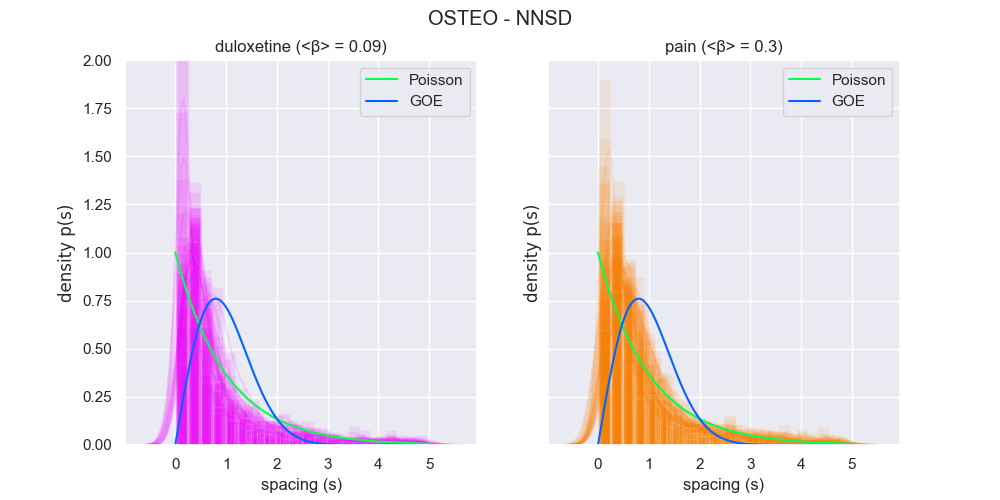 OSTEO - NNSD
duloxetine (<β> = 0.09)
density p(s)
2.00
1.75
1.50
1.25
1.00
0.75
0.50
0.25
0.00
Poisson
GOE
0 1 2 3 4 5
spacing (s)
pain (<β> = 0.3)
density p(s)
Poisson
GOE
0 1 2 3 4 5
spacing (s)